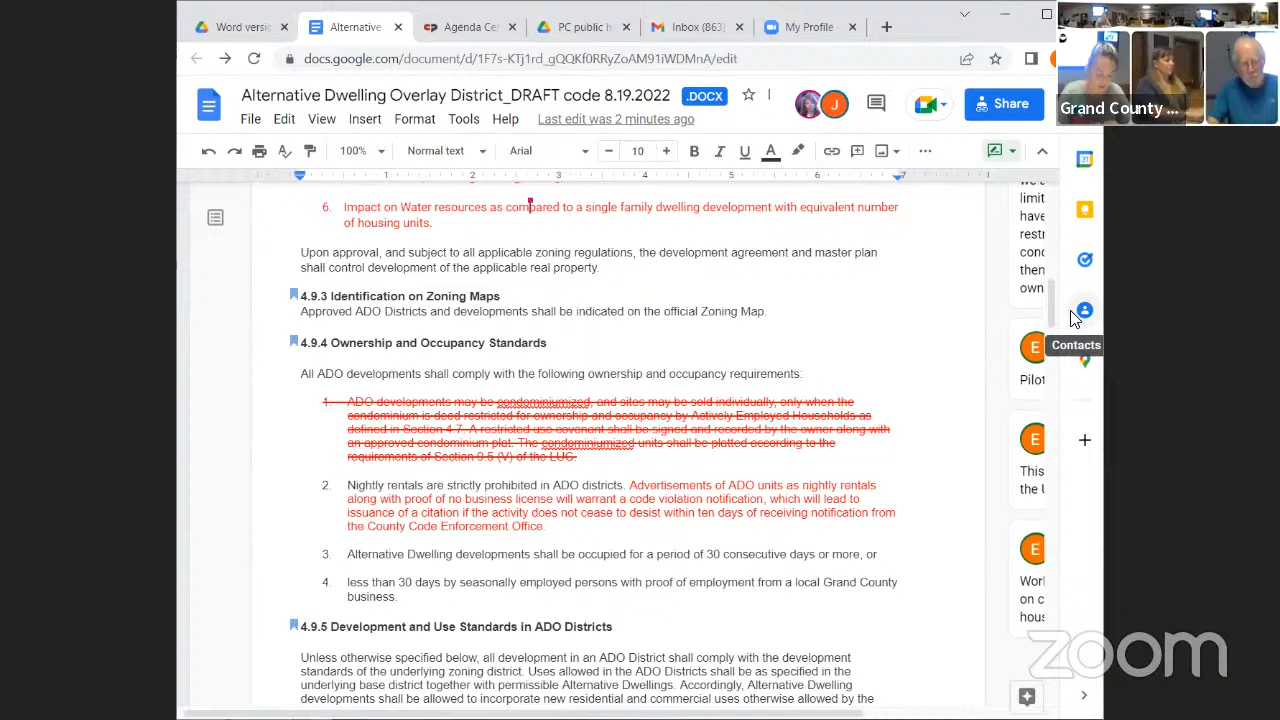 Word versi
Alternative
Agenda Ce
PC public h
Inbox (863)
My Profile
docs.google.com/document/d/1F7s-KTj1rd_gQQKf0RRyZoAM91iWDMnA/edit
Grand County ...
Alternative Dwelling Overlay District_DRAFT code 8.19.2022
.DOCX
J
Share
File Edit View Insert Format Tools Help Last edit was 2 minutes ago
100%
Normal text
Arial
10
B I U A
1 2 3 4 5 6 7
31
6. Impact on Water resources as compared to a single family dwelling development with equivalent number
of housing units.
Upon approval, and subject to all applicable zoning regulations, the development agreement and master plan
shall control development of the applicable real property.
4.9.3 Identification on Zoning Maps
Approved ADO Districts and developments shall be indicated on the official Zoning Map.
4.9.4 Ownership and Occupancy Standards
All ADO developments shall comply with the following ownership and occupancy requirements:
1. ADO developments may be condominiumized, and sites may be sold individually, only when the
condominium is deed restricted for ownership and occupancy by Actively Employed Households as
defined in Section 4.7. A restricted use covenant shall be signed and recorded by the owner along with
an approved condominium plat. The condominiumized units shall be platted according to the
requirements of Section 9.5 (V) of the LUC.
2. Nightly rentals are strictly prohibited in ADO districts. Advertisements of ADO units as nightly rentals
along with proof of no business license will warrant a code violation notification, which will lead to
issuance of a citation if the activity does not cease to desist within ten days of receiving notification from
the County Code Enforcement Office.
3. Alternative Dwelling developments shall be occupied for a period of 30 consecutive days or more, or
4. less than 30 days by seasonally employed persons with proof of employment from a local Grand County
business.
4.9.5 Development and Use Standards in ADO Districts
Unless otherwise specified below, all development in an ADO District shall comply with the development
standards of the underlying zoning district. Uses allowed in the ADO Districts shall be as specified in the
underlying base district together with permissible Alternative Dwellings. Accordingly, Alternative Dwelling
developments shall be allowed to incorporate new residential and commercial uses otherwise allowed by the
limit
have
restr
conc
then
own
E
Pilot
Contacts
E
This
the U
E
Worl
on c
hous
zoom